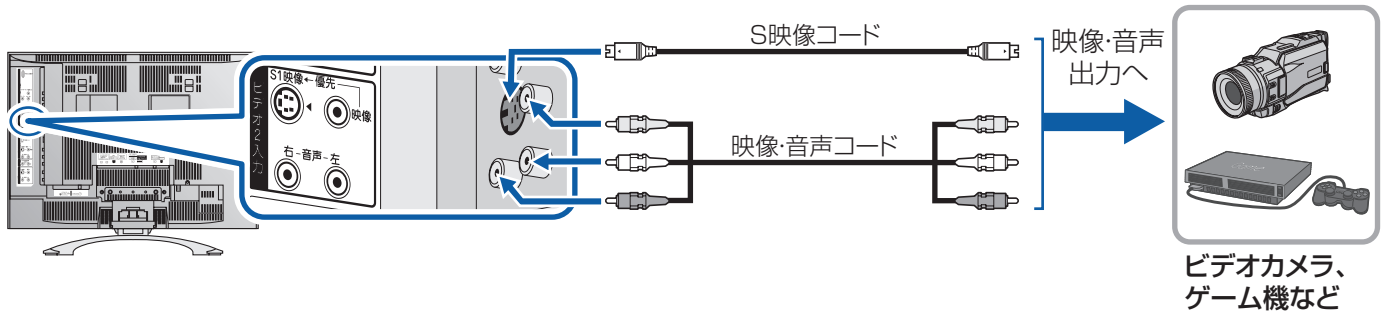 S映像コード
映像・音声
出力へ
S1映像←優先
映像
ビデオ2入力
右-音声-左
映像・音声コード
ビデオカメラ、
ゲーム機など